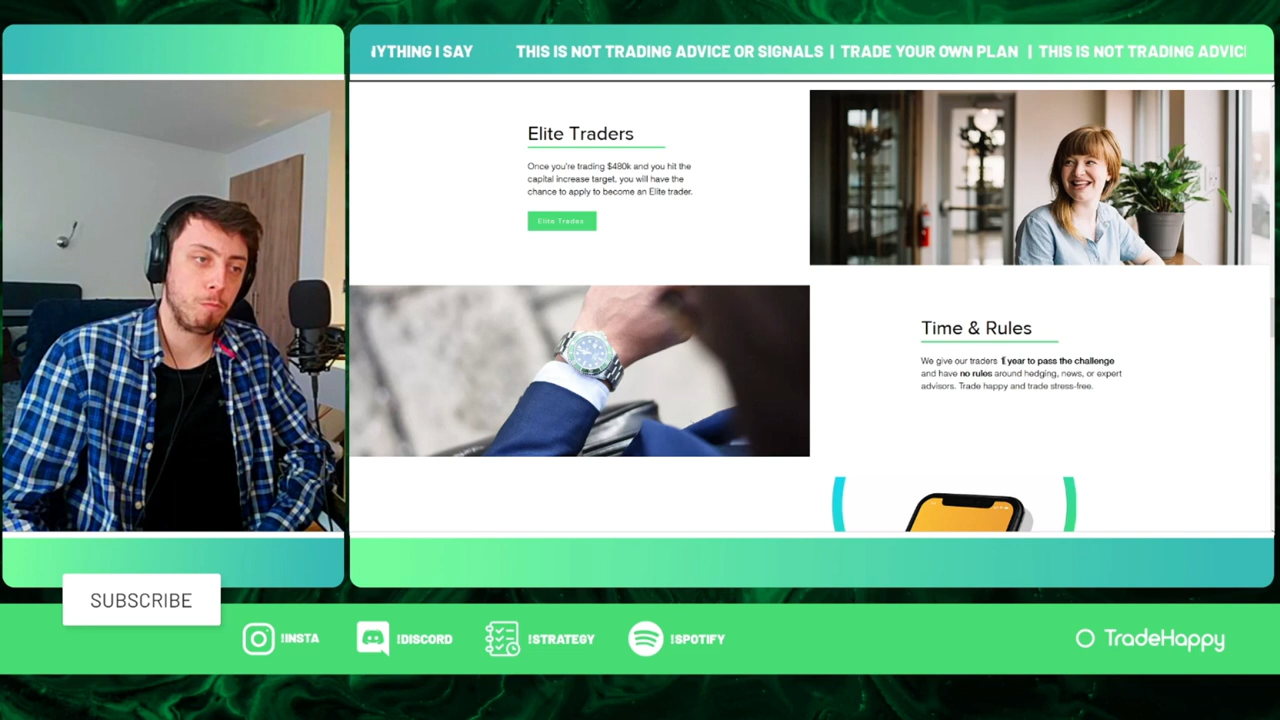 NYTHING I SAY THIS IS NOT TRADING ADVICE OR SIGNALS | TRADE YOUR OWN PLAN | THIS IS NOT TRADING ADVIC
Elite Traders
Once you're trading $480k and you hit the
capital increase target, you will have the
chance to apply to become an Elite trader.
Elite Trades
Time & Rules
We give our traders 1 year to pass the challenge
and have no rules around hedging, news, or expert
advisors. Trade happy and trade stress-free.
SUBSCRIBE
!INSTA
!DISCORD
!STRATEGY
!SPOTIFY
TradeHappy